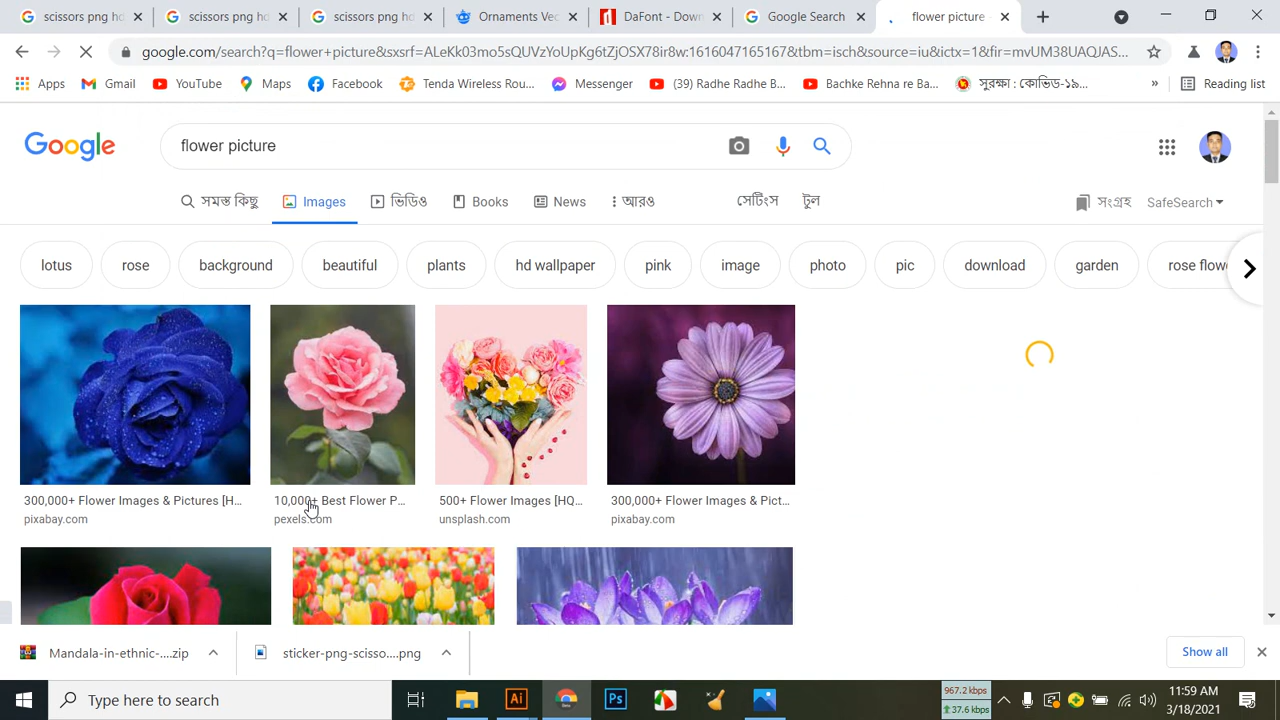 scissors png hd
scissors png hd
scissors png hd
Ornaments Vec
DaFont - Down
Google Search
flower picture -
google.com/search?q=flower+picture&sxsrf=ALeKk03mo5sQUVzYoUpKg6tZjOSX78ir8w:1616047165167&tbm=isch&source=iu&ictx=1&fir=mvUM38UAQJAS...
Apps
Gmail
YouTube
Maps
Facebook
Tenda Wireless Rou...
Messenger
(39) Radhe Radhe B...
Bachke Rehna re Ba...
সুরক্ষা : কোভিড-১৯...
»
Reading list
Google
flower picture
সমস্ত কিছু
Images
ভিডিও
Books
News
আরও
সেটিংস
টুল
সংগ্রহ
SafeSearch
lotus
rose
background
beautiful
plants
hd wallpaper
pink
image
photo
pic
download
garden
rose flow
300,000+ Flower Images & Pictures [H...
pixabay.com
10,000+ Best Flower P...
pexels.com
500+ Flower Images [HQ...
unsplash.com
300,000+ Flower Images & Pict...
pixabay.com
Mandala-in-ethnic-....zip
sticker-png-scisso....png
Show all
Type here to search
Ai
Ps
967.2 kbps
37.6 kbps
11:59 AM
3/18/2021